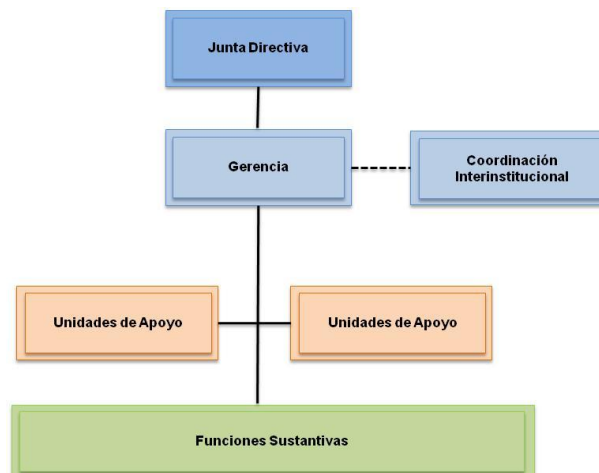 Junta Directiva
Gerencia
Coordinación
Interinstitucional
Unidades de Apoyo
Unidades de Apoyo
Funciones Sustantivas